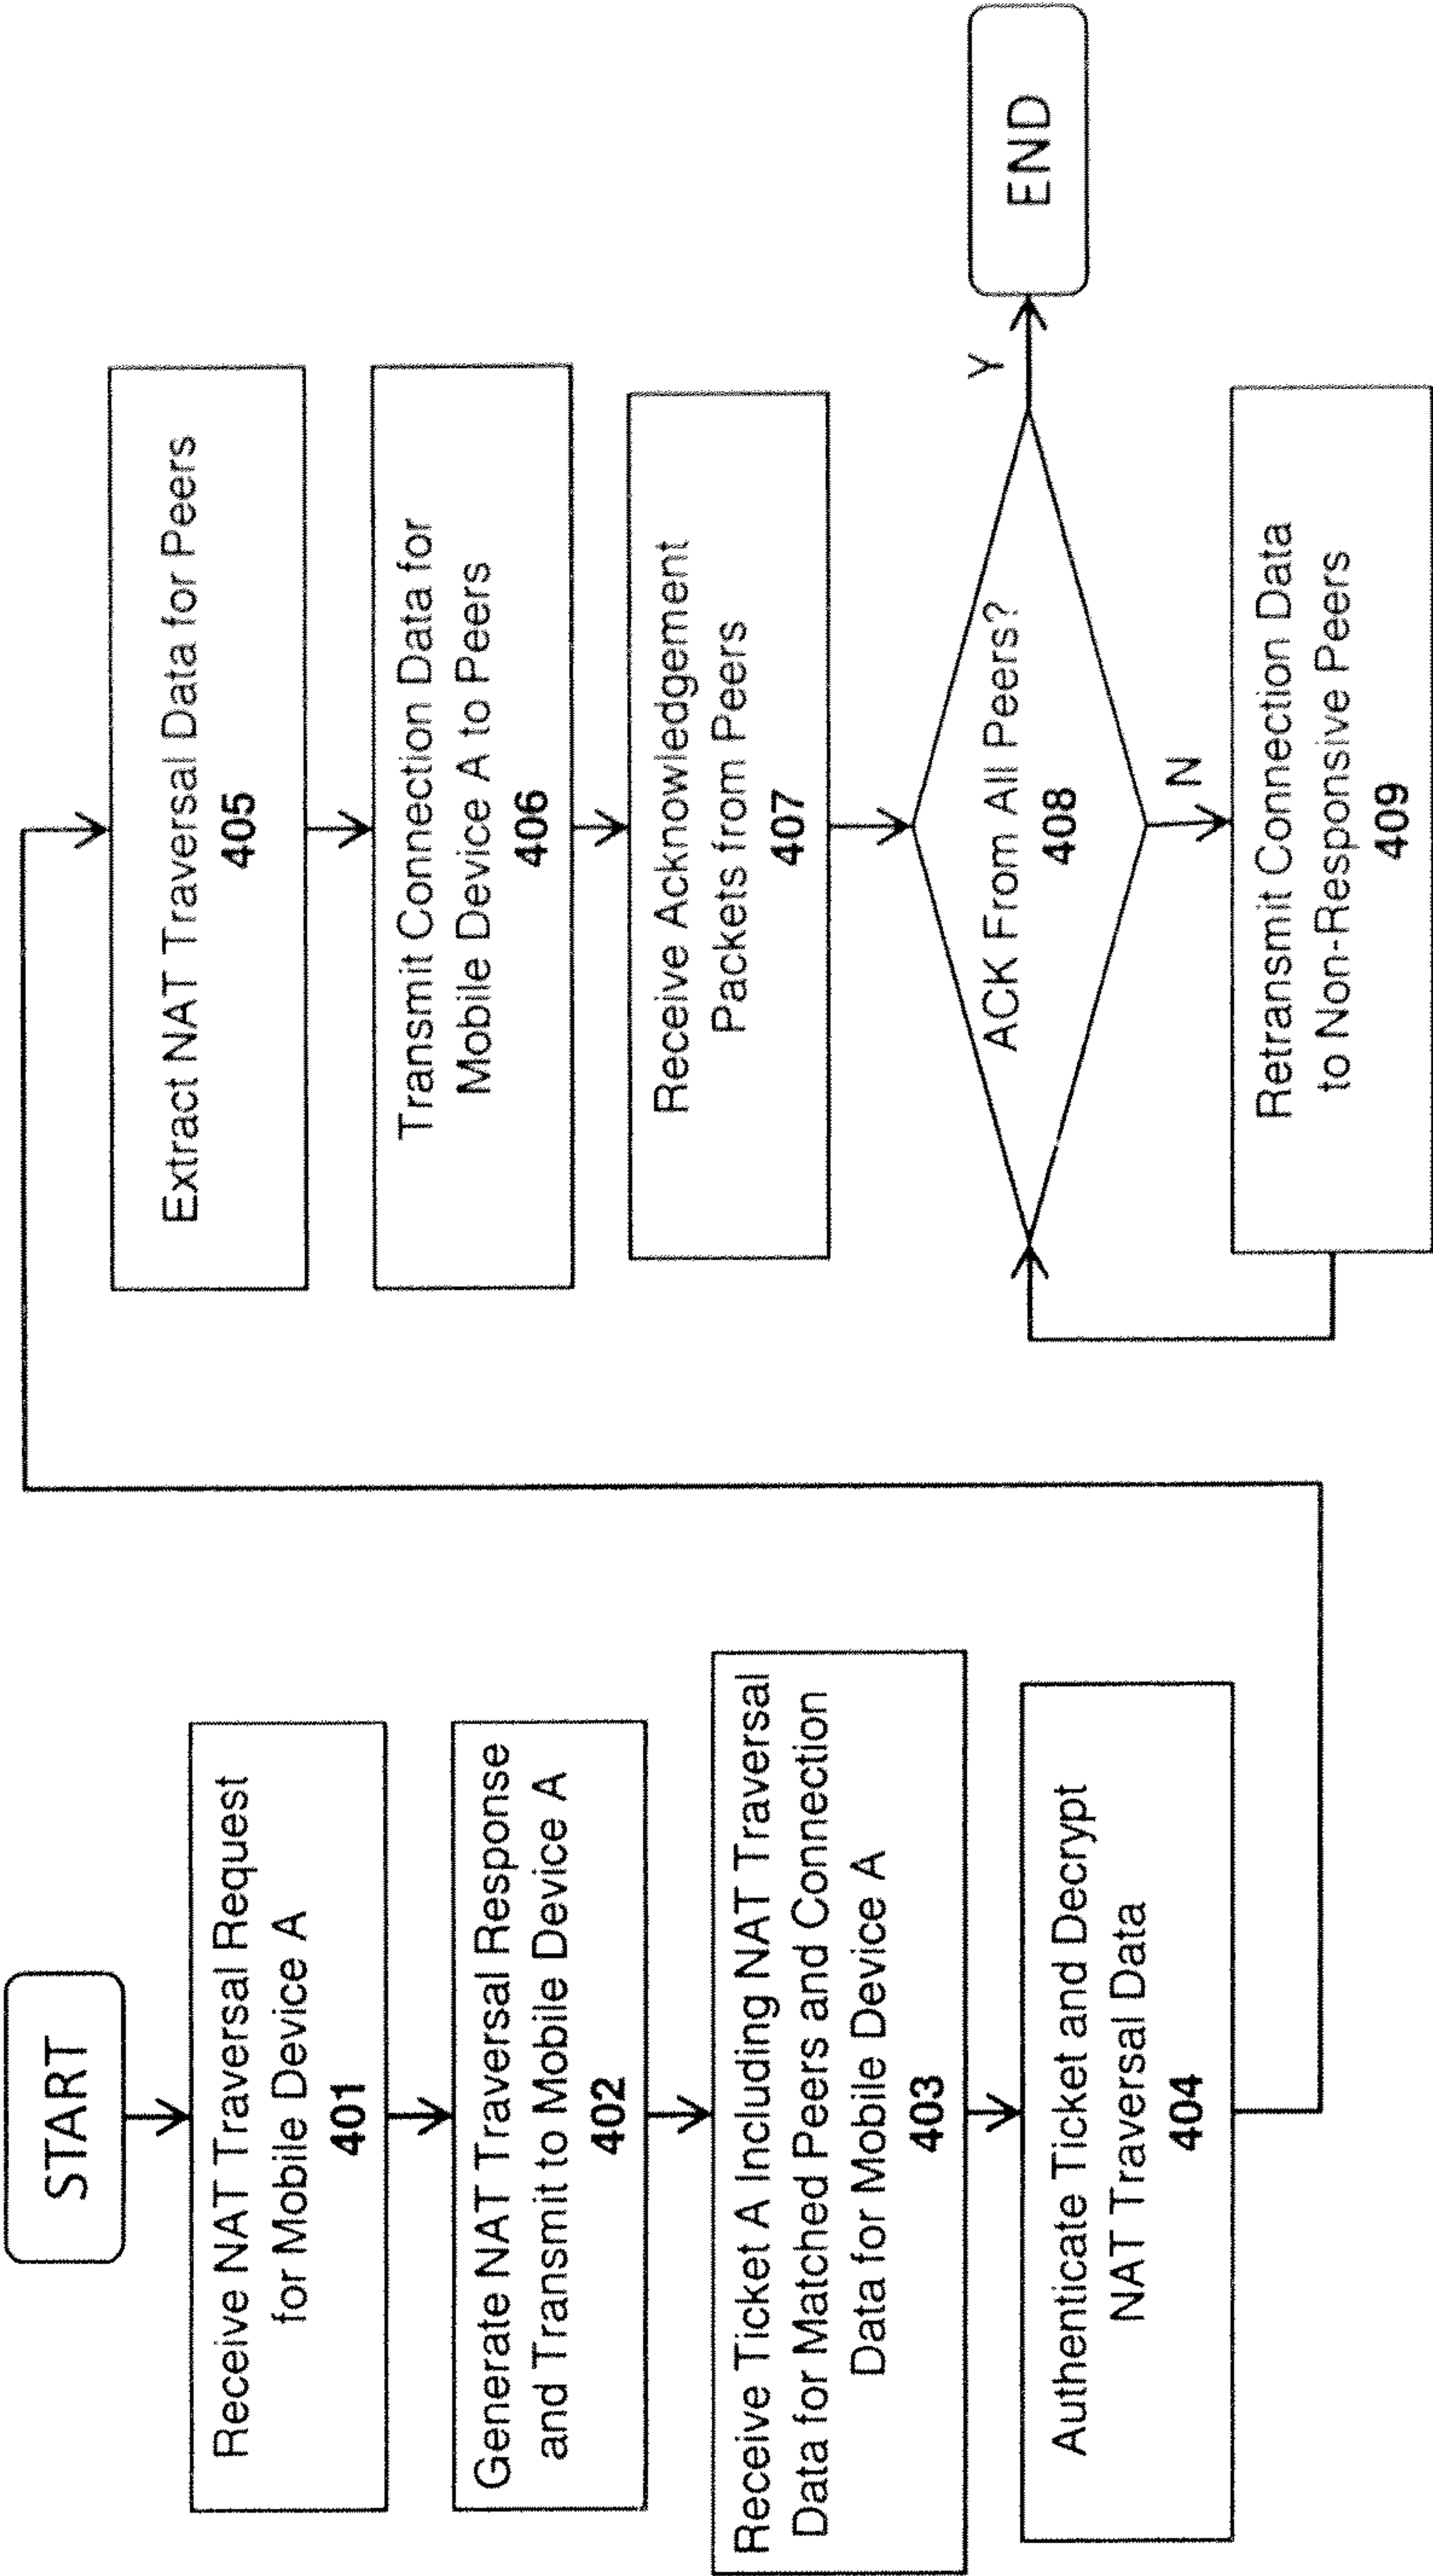 START
Receive NAT Traversal Request
for Mobile Device A
401
Generate NAT Traversal Response
and Transmit to Mobile Device A
402
Receive Ticket A Including NAT Traversal
Data for Matched Peers and Connection
Data for Mobile Device A
403
Authenticate Ticket and Decrypt
NAT Traversal Data
404
Extract NAT Traversal Data for Peers
405
Transmit Connection Data for
Mobile Device A to Peers
406
Receive Acknowledgement
Packets from Peers
407
ACK From All Peers?
408
Y
END
N
Retransmit Connection Data
to Non-Responsive Peers
409